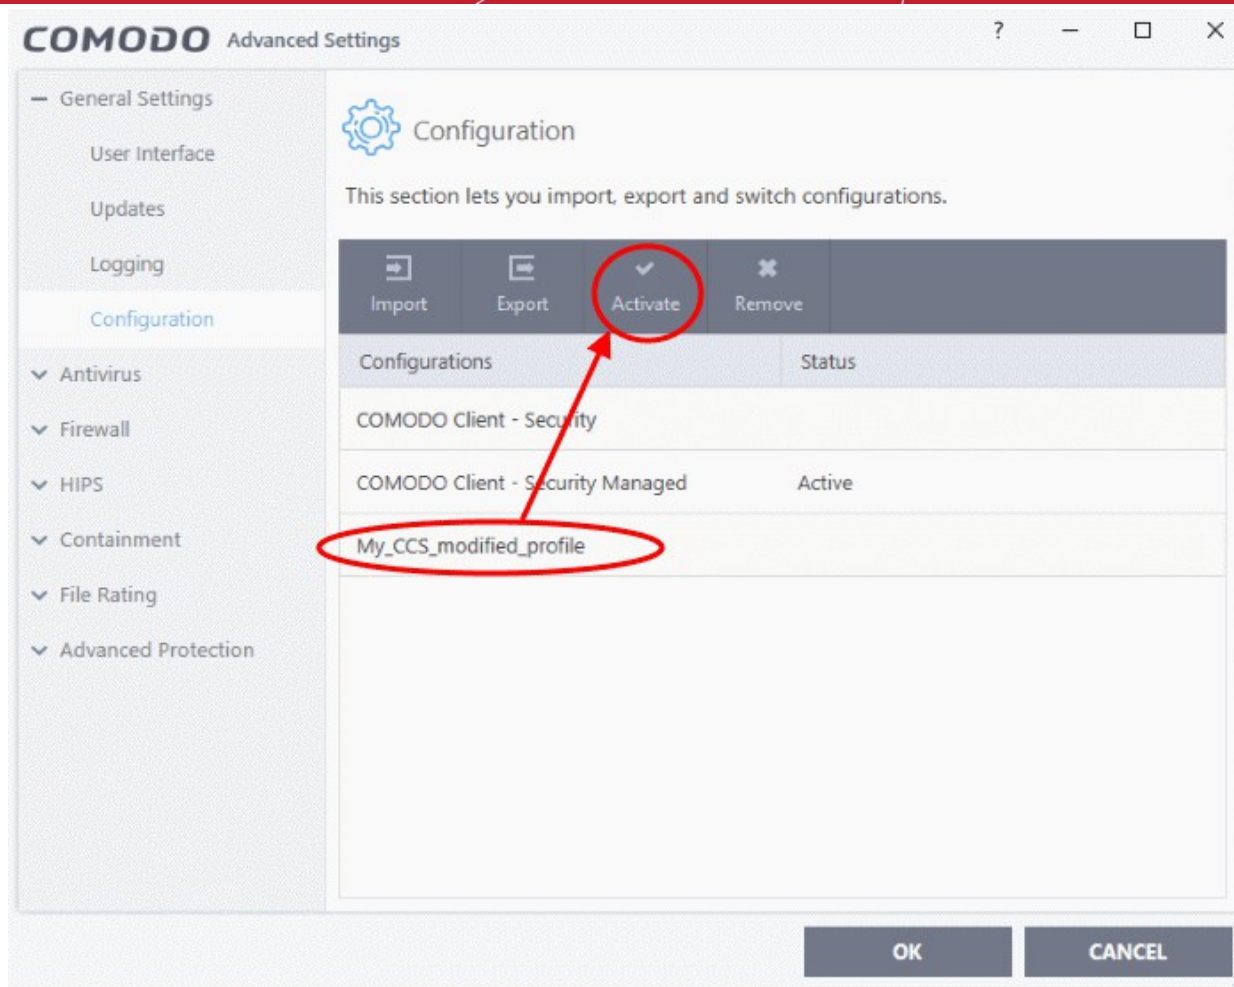 COMODO Advanced Settings
?
General Settings
User Interface
Updates
Logging
Configuration
Antivirus
Firewall
HIPS
Containment
File Rating
Advanced Protection
Configuration
This section lets you import, export and switch configurations.
Import Export Activate Remove
Configurations Status
COMODO Client - Security
COMODO Client - Security Managed Active
My_CCS_modified_profile
OK CANCEL